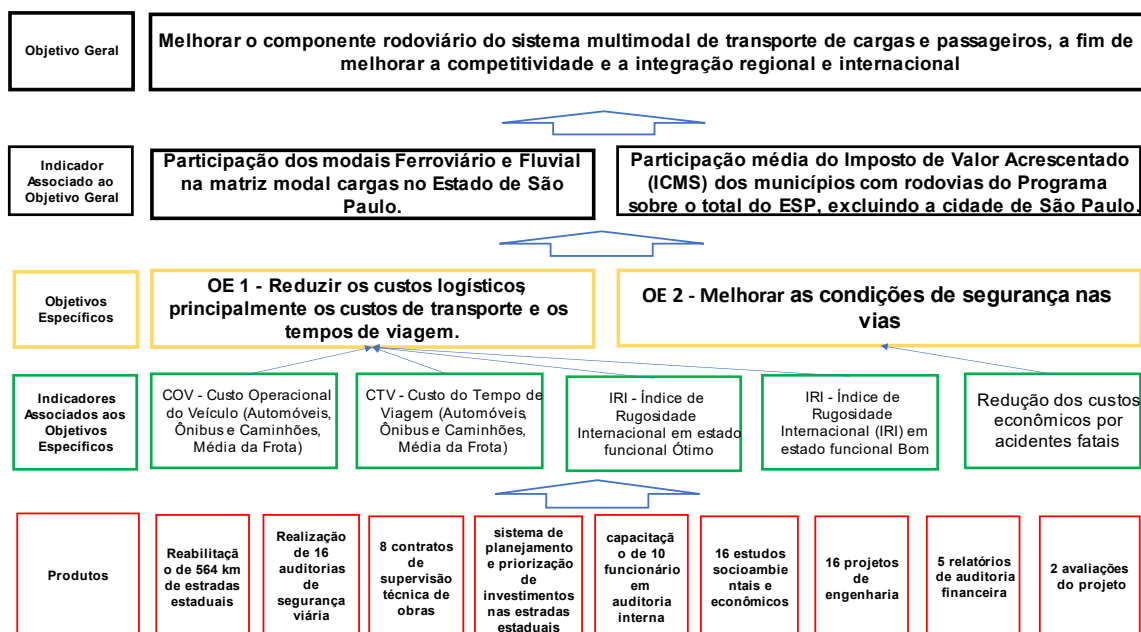 Objetivo Geral
Melhorar o componente rodoviário do sistema multimodal de transporte de cargas e passageiros, a fim de
melhorar a competitividade e a integração regional e internacional
Indicador
Associado ao
Objetivo Geral
Participação dos modais Ferroviário e Fluvial
na matriz modal cargas no Estado de São
Paulo.
Participação média do Imposto de Valor Acrescentado
(ICMS) dos municípios com rodovias do Programa
sobre o total do ESP, excluindo a cidade de São Paulo.
Objetivos
Específicos
OE 1 - Reduzir os custos logísticos,
principalmente os custos de transporte e os
tempos de viagem.
OE 2 - Melhorar as condições de segurança nas
vias
Indicadores
Associados aos
Objetivos
Específicos
COV - Custo Operacional
do Veículo (Automóveis,
Ônibus e Caminhões,
Média da Frota)
CTV - Custo do Tempo de
Viagem (Automóveis,
Ônibus e Caminhões,
Média da Frota)
IRI - Índice de
Rugosidade
Internacional em estado
funcional Ótimo
IRI - Índice de
Rugosidade
Internacional (IRI) em
estado funcional Bom
Redução dos custos
econômicos por
acidentes fatais
Produtos
Reabilitaçã
o de 564 km
de estradas
estaduais
Realização
de 16
auditorias
de
segurança
viária
8 contratos
de
supervisão
técnica de
obras
sistema de
planejamento
e priorização
de
investimentos
nas estradas
estaduais
capacitaçã
o de 10
funcionário
em
auditoria
interna
16 estudos
socioambie
ntais e
econômicos
16 projetos
de
engenharia
5 relatórios
de auditoria
financeira
2 avaliações
do projeto